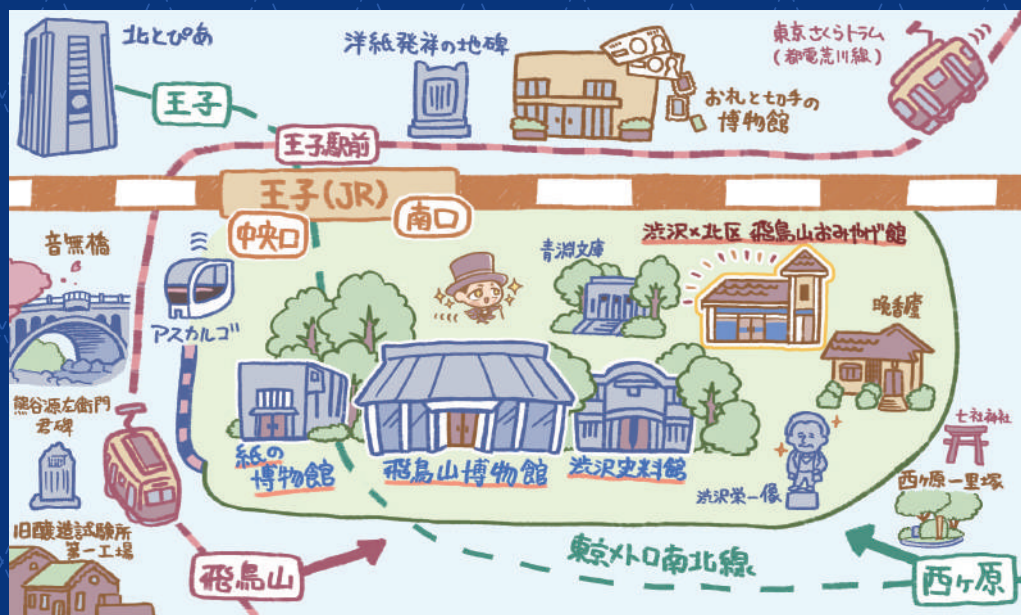 北とぴあ
洋紙発祥の地碑
東京さくらトラム
(都電荒川線)
王子
お札と切手の
博物館
王子駅前
王子(JR)
中央口
南口
音無橋
青淵文庫
渋沢×北区 飛鳥山おみやげ館
晩香廬
アスカルゴ
熊谷源左衛門
君碑
紙の
博物館
飛鳥山博物館
渋沢史料館
渋沢栄一像
七社神社
西ヶ原一里塚
旧醸造試験所
第一工場
飛鳥山
東京メトロ南北線
西ヶ原